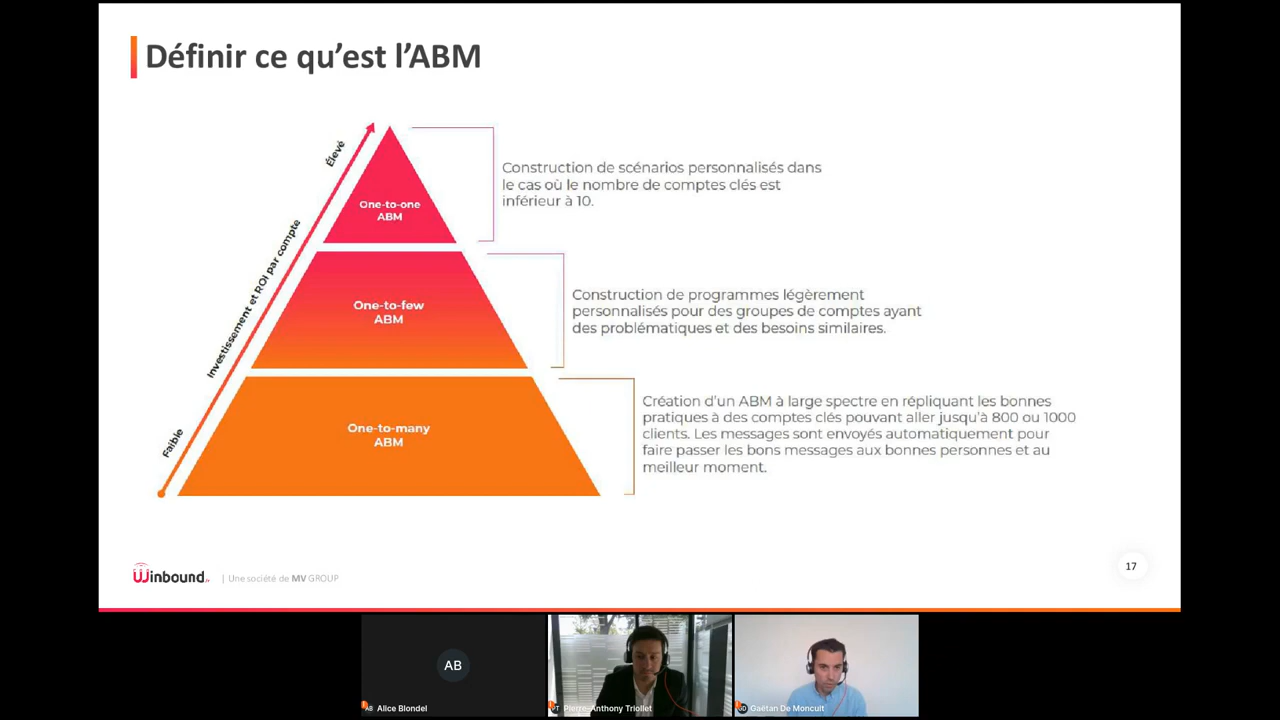 Définir ce qu'est l'ABM
Élevé
Investissement et ROI par compte
Faible
One-to-one
ABM
Construction de scénarios personnalisés dans
le cas où le nombre de comptes clés est
inférieur à 10.
One-to-few
ABM
Construction de programmes légèrement
personnalisés pour des groupes de comptes ayant
des problématiques et des besoins similaires.
One-to-many
ABM
Création d'un ABM à large spectre en répliquant les bonnes
pratiques à des comptes clés pouvant aller jusqu'à 800 ou 1000
clients. Les messages sont envoyés automatiquement pour
faire passer les bons messages aux bonnes personnes et au
meilleur moment.
Winbound
| Une société de MV GROUP
17
AB
Alice Blondel
Pierre-Anthony Triollet
Gaëtan De Moncuit